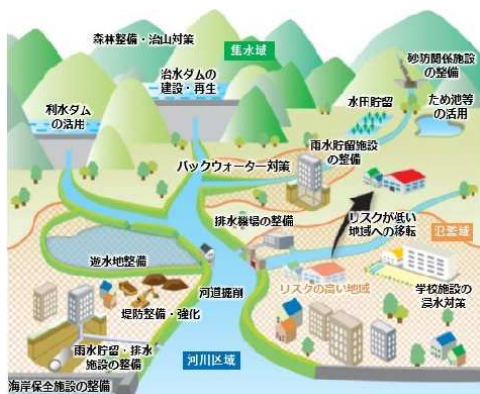 森林整備・治山対策
集水域
砂防関係施設
の整備
治水ダムの
建設・再生
利水ダム
の活用
水田貯留
ため池等
の活用
雨水貯留施設
の整備
バックウォーター対策
排水機場の整備
リスクが低い
地域への移転
氾濫域
遊水地整備
河道掘削
リスクの高い地域
学校施設の
浸水対策
堤防整備・強化
雨水貯留・排水
施設の整備
河川区域
海岸保全施設の整備